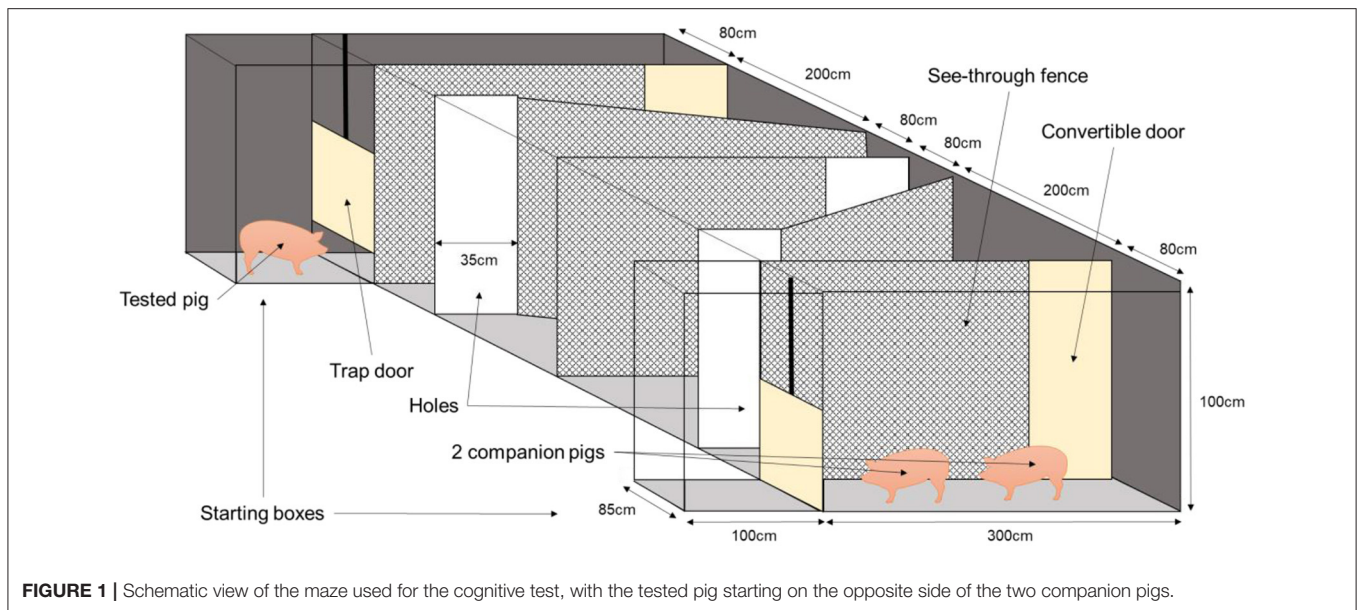 80cm
200cm
See-through fence
80cm
Convertible door
80cm
200cm
80cm
35cm
Tested pig
Trap door
Holes
100cm
2 companion pigs
Starting boxes
85cm
100cm
300cm
FIGURE 1 | Schematic view of the maze used for the cognitive test, with the tested pig starting on the opposite side of the two companion pigs.